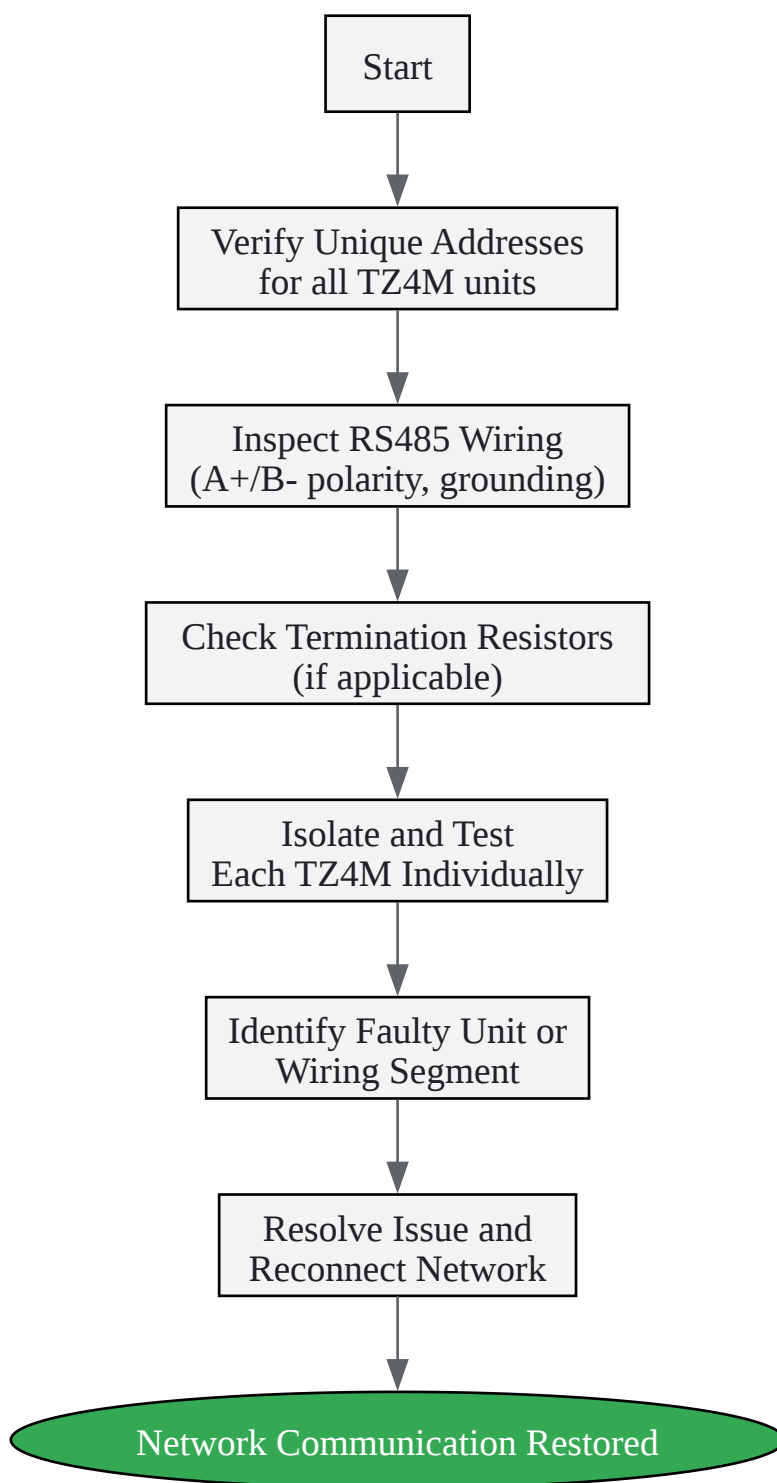 Start
Verify Unique Addresses
for all TZ4M units
Inspect RS485 Wiring
(A+/B- polarity, grounding)
Check Termination Resistors
(if applicable)
Isolate and Test
Each TZ4M Individually
Identify Faulty Unit or
Wiring Segment
Resolve Issue and
Reconnect Network
Network Communication Restored